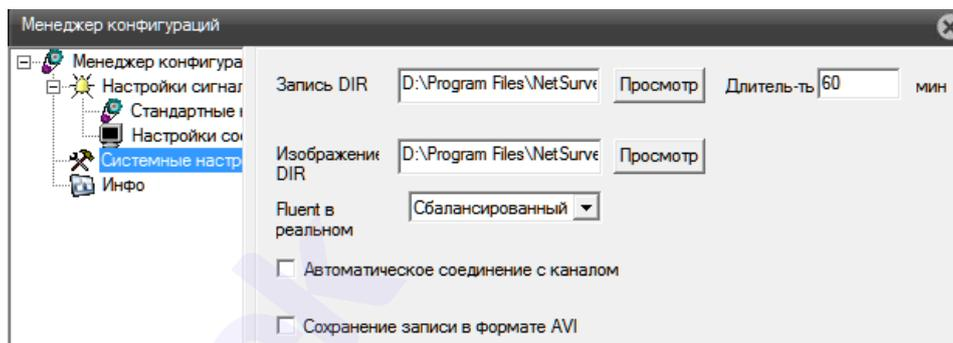 Менеджер конфигураций
Менеджер конфигура
Настройки сигнал
Стандартные н
Настройки сои
Системные настр
Инфо
Запись DIR D:\Program Files\NetSurve Просмотр Длитель-ть 60 мин
Изображение DIR D:\Program Files\NetSurve Просмотр
Fluent в реальном Сбалансированный
Автоматическое соединение с каналом
Сохранение записи в формате AVI